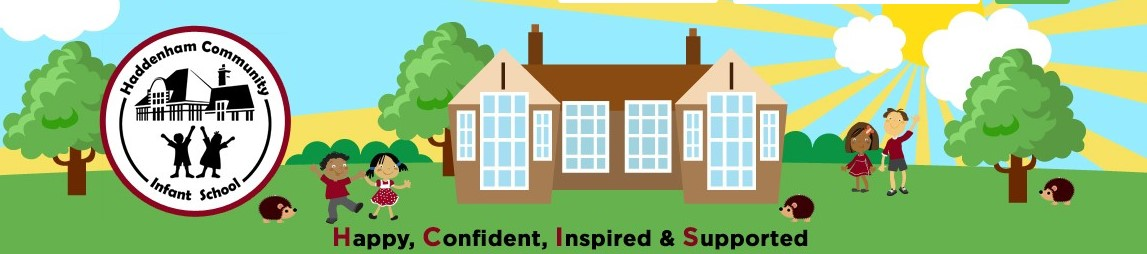 Haddenham Community
Infant School
Happy, Confident, Inspired & Supported